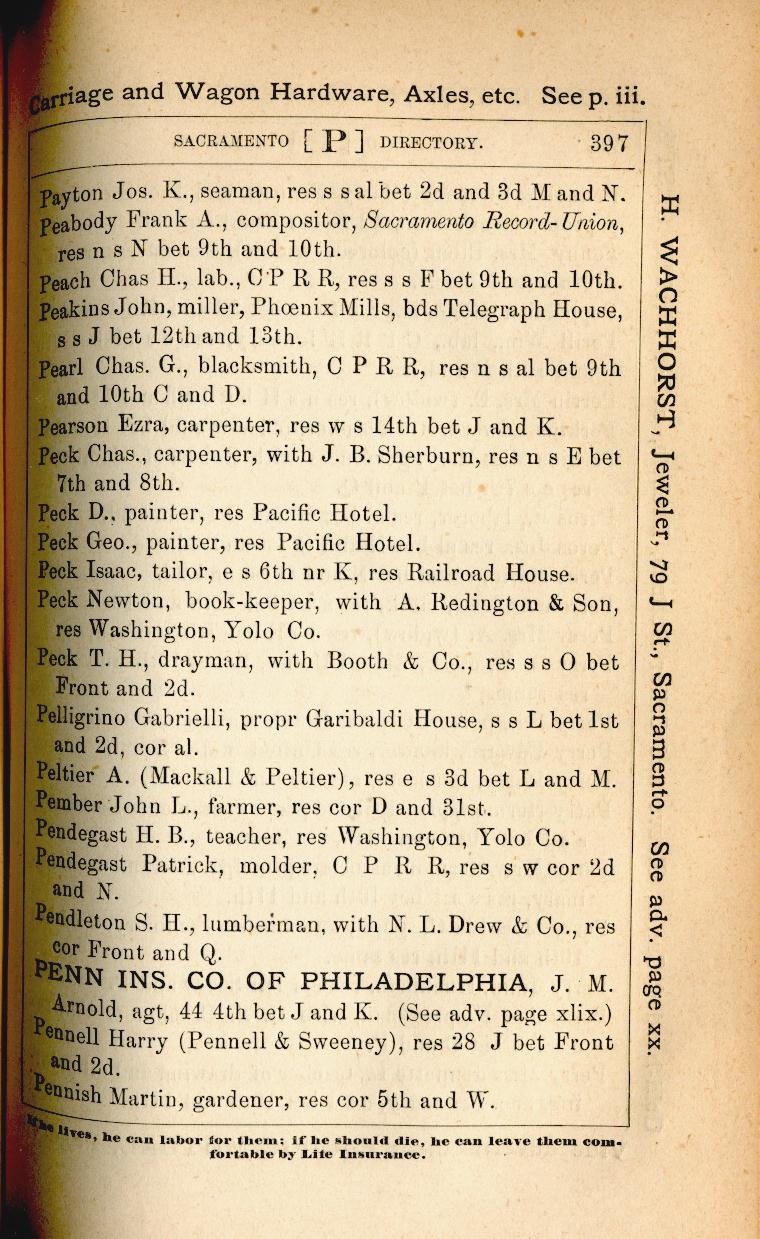 Carriage and Wagon Hardware, Axles, etc. See p. iii.
SACRAMENTO [P] DIRECTORY. 397
Payton Jos. K., seaman, res s s al bet 2d and 3d M and N.
Peabody Frank A., compositor, Sacramento Record-Union,
res n s N bet 9th and 10th.
Peach Chas H., lab., C P R R, res s s F bet 9th and 10th.
Peakins John, miller, Phœnix Mills, bds Telegraph House,
s s J bet 12th and 13th.
Pearl Chas. G., blacksmith, C P R R, res n s al bet 9th
and 10th C and D.
Pearson Ezra, carpenter, res w s 14th bet J and K.
Peck Chas., carpenter, with J. B. Sherburn, res n s E bet
7th and 8th.
Peck D., painter, res Pacific Hotel.
Peck Geo., painter, res Pacific Hotel.
Peck Isaac, tailor, e s 6th nr K, res Railroad House.
Peck Newton, book-keeper, with A. Redington & Son,
res Washington, Yolo Co.
Peck T. H., drayman, with Booth & Co., res s s O bet
Front and 2d.
Pelligrino Gabrielli, propr Garibaldi House, s s L bet 1st
and 2d, cor al.
Peltier A. (Mackall & Peltier), res e s 3d bet L and M.
Pember John L., farmer, res cor D and 31st.
Pendegast H. B., teacher, res Washington, Yolo Co.
Pendegast Patrick, molder, C P R R, res s w cor 2d
and N.
Pendleton S. H., lumberman, with N. L. Drew & Co., res
cor Front and Q.
PENN INS. CO. OF PHILADELPHIA, J. M.
Arnold, agt, 44 4th bet J and K. (See adv. page xlix.)
Pennell Harry (Pennell & Sweeney), res 28 J bet Front
and 2d.
Pennish Martin, gardener, res cor 5th and W.
If he lives, he can labor for them; if he should die, he can leave them com-
fortable by Life Insurance.
H. WACHHORST, Jeweler, 79 J St., Sacramento. See adv. page xx.